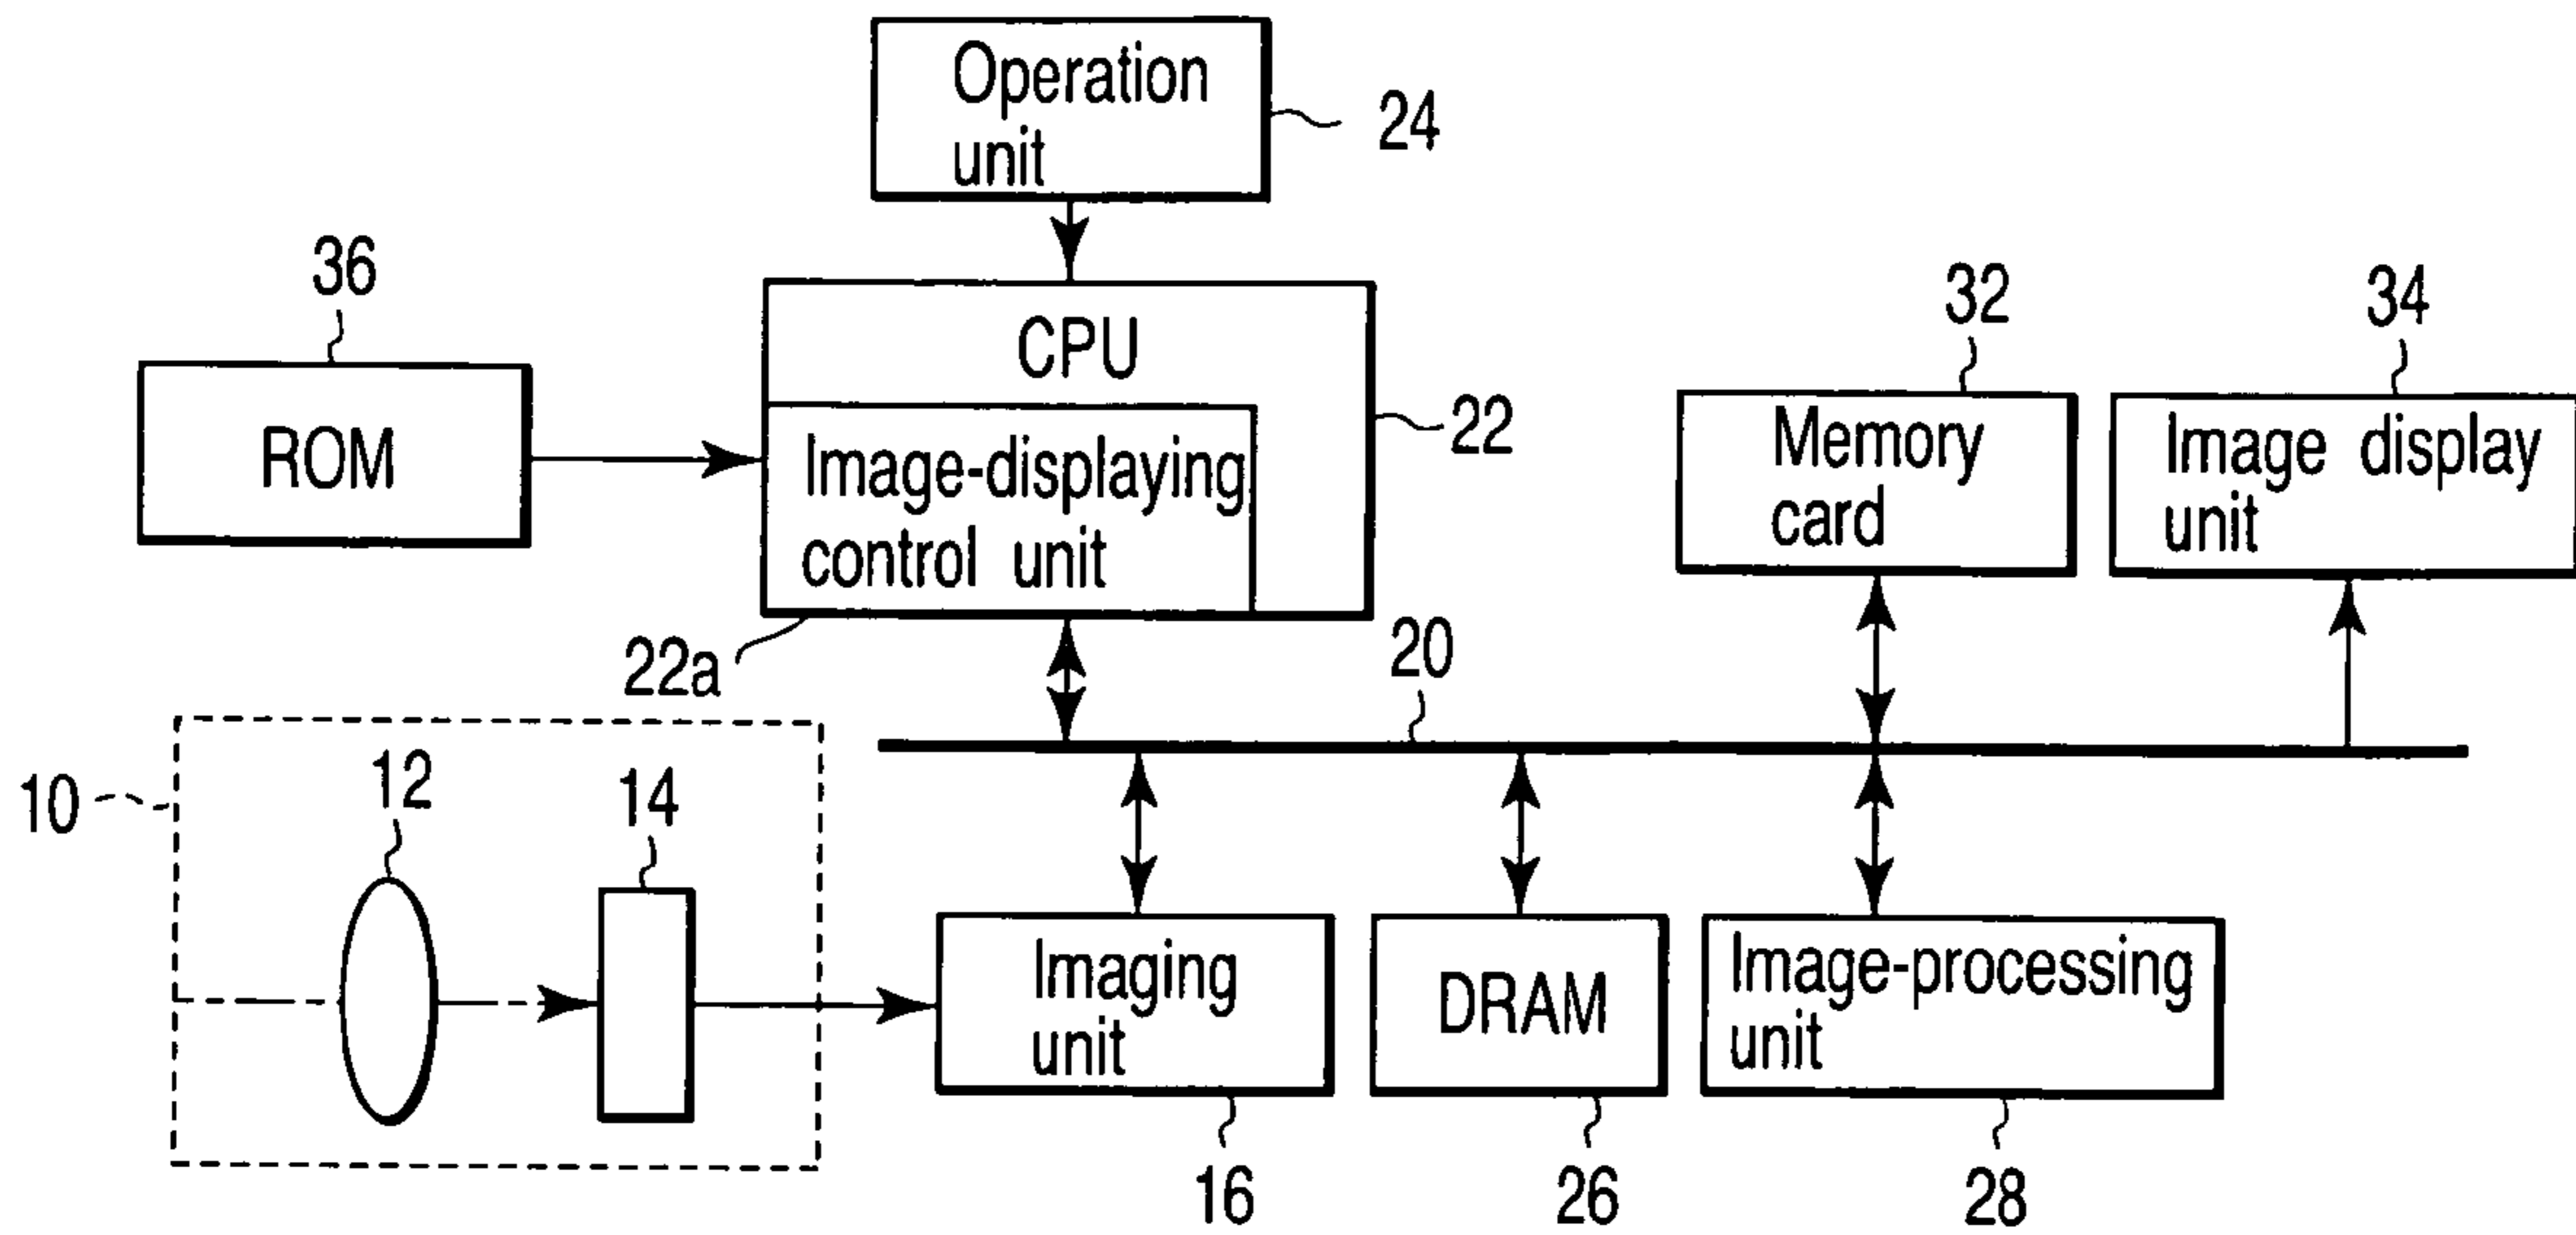 Operation
unit
24
36
ROM
CPU
Image-displaying
control unit
22
22a
32
Memory
card
34
Image display
unit
20
10
12
14
Imaging
unit
16
DRAM
26
Image-processing
unit
28